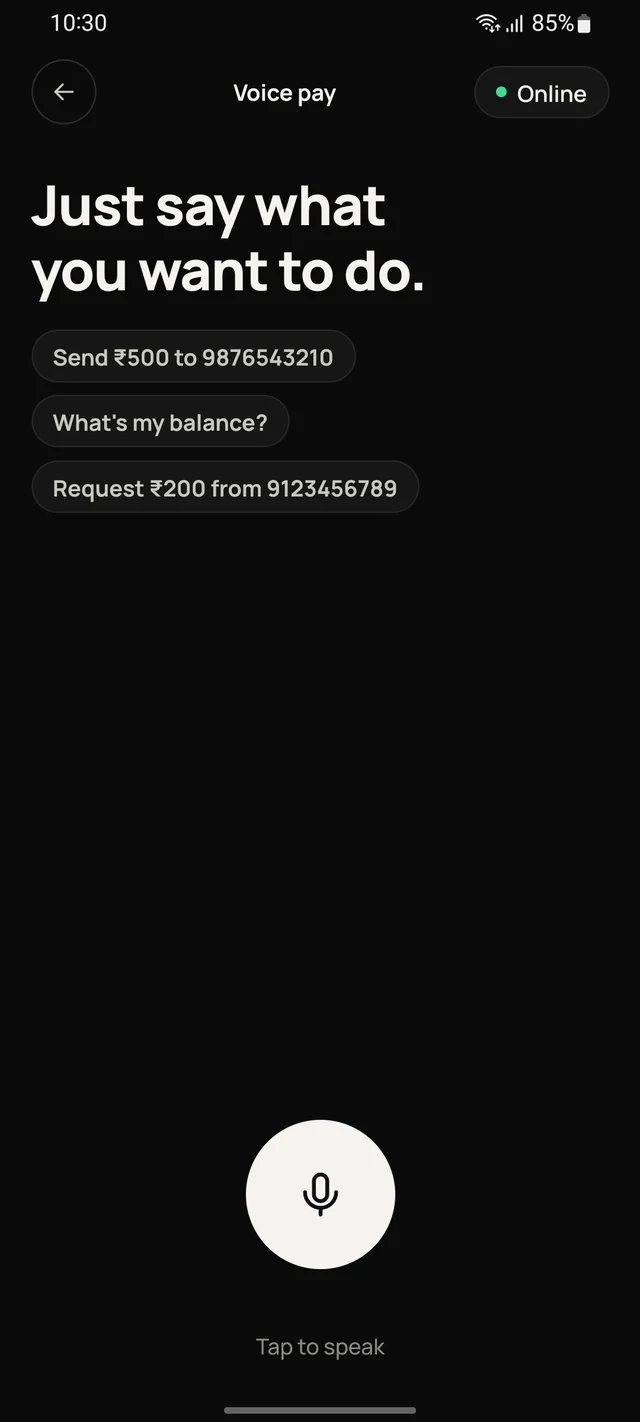 10:30
85%
Voice pay
Online
Just say what
you want to do.
Send ₹500 to 9876543210
What's my balance?
Request ₹200 from 9123456789
Tap to speak